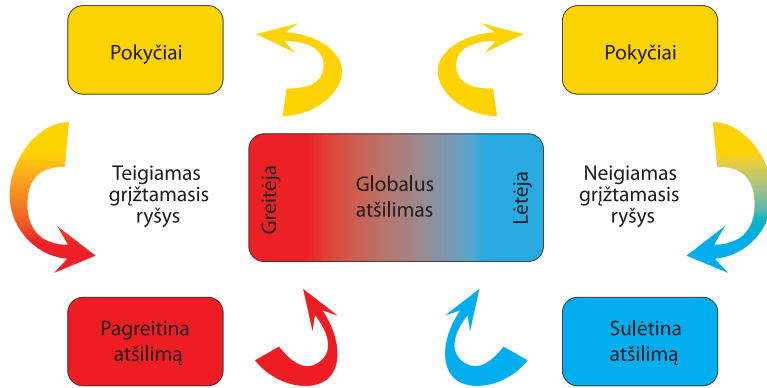 Pokyčiai
Pokyčiai
Teigiamas
grįžtamasis
ryšys
Greitėja
Globalus
atšilimas
Lėtėja
Neigiamas
grįžtamasis
ryšys
Pagreitina
atšilimą
Sulėtina
atšilimą